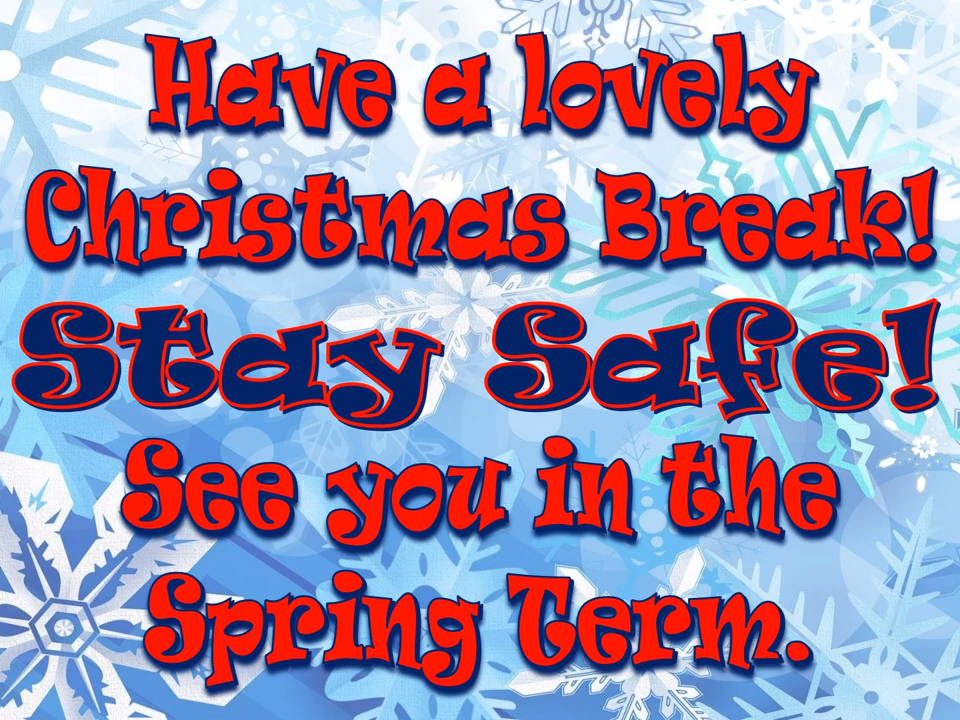 Have a lovely
Christmas Break!
Stay Safe!
See you in the
Spring Term.